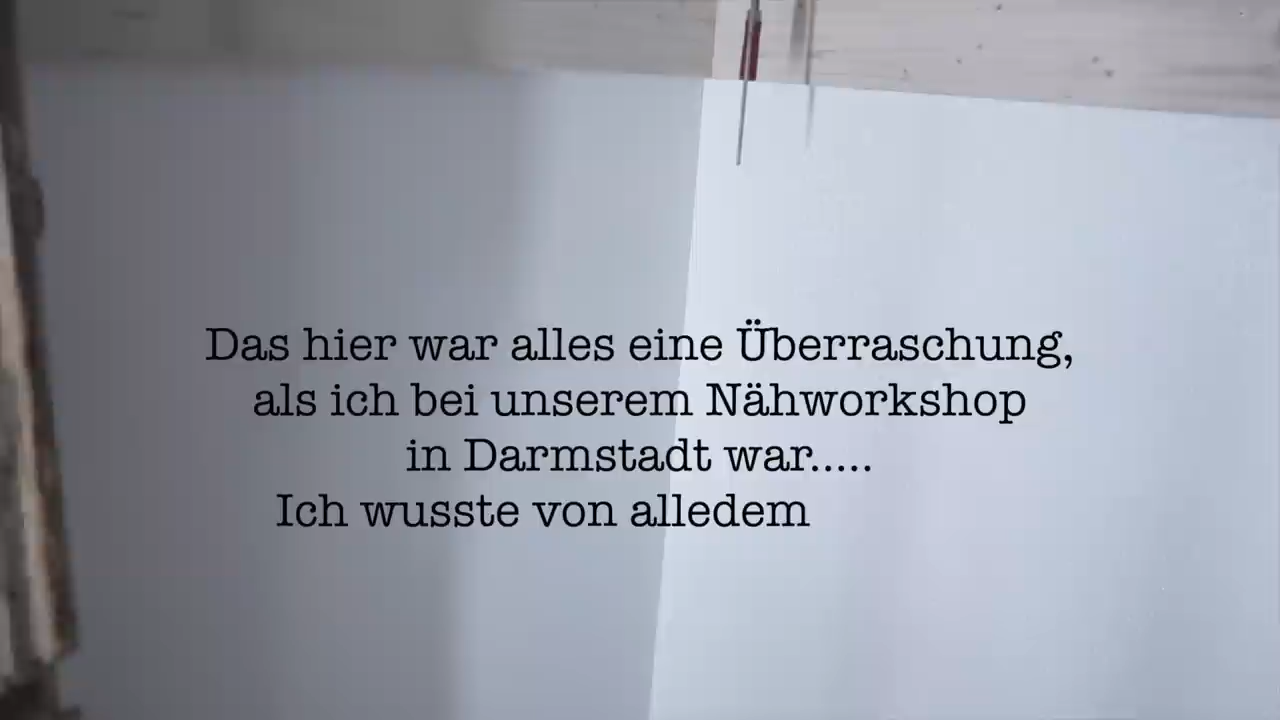 Das hier war alles eine Überraschung,
als ich bei unserem Nähworkshop
in Darmstadt war.....
Ich wusste von alledem